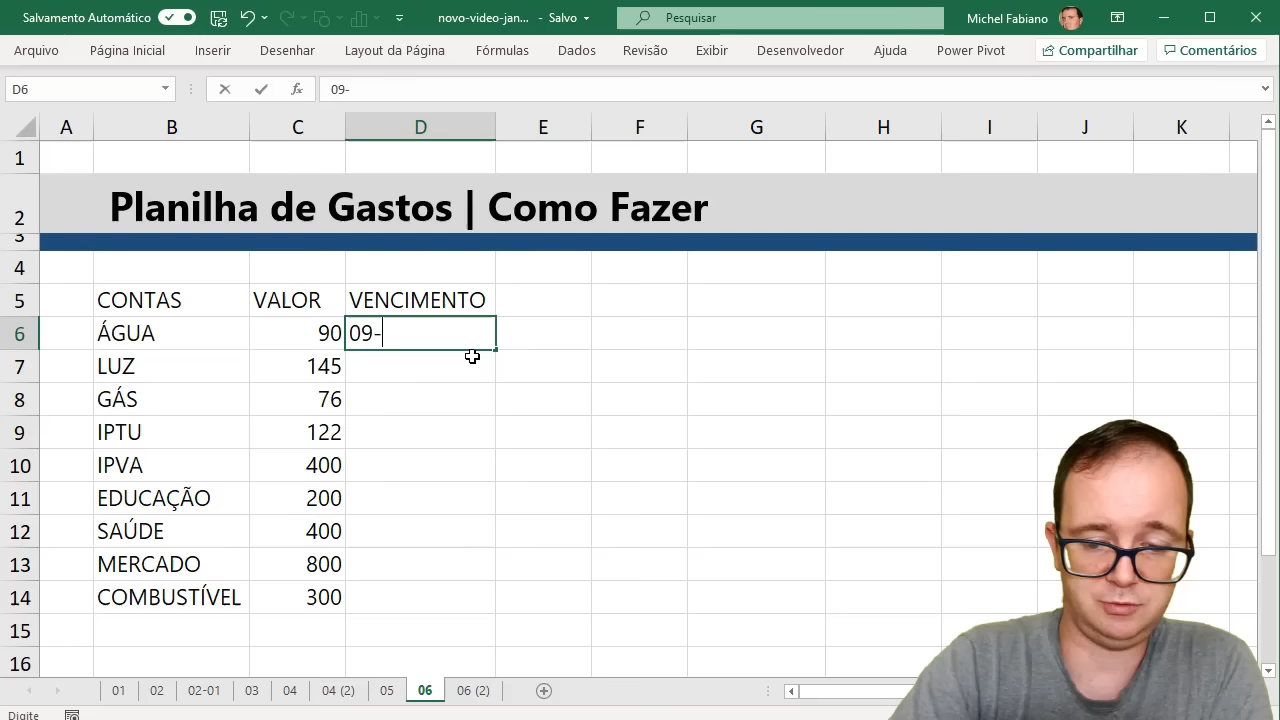 Salvamento Automático novo-video-jan... - Salvo Pesquisar Michel Fabiano
Arquivo Página Inicial Inserir Desenhar Layout da Página Fórmulas Dados Revisão Exibir Desenvolvedor Ajuda Power Pivot Compartilhar Comentários
D6 fx 09-
A B C D E F G H I J K
1
2 Planilha de Gastos | Como Fazer
3
4
5 CONTAS VALOR VENCIMENTO
6 ÁGUA 90 09-
7 LUZ 145
8 GÁS 76
9 IPTU 122
10 IPVA 400
11 EDUCAÇÃO 200
12 SAÚDE 400
13 MERCADO 800
14 COMBUSTÍVEL 300
15
16
01 02 02-01 03 04 04 (2) 05 06 06 (2)
Digite